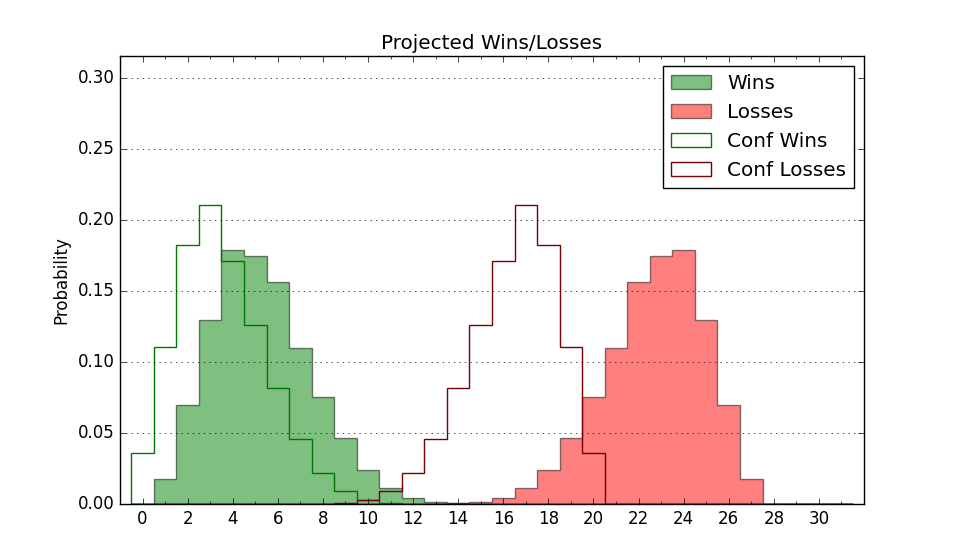 Projected Wins/Losses
0.30
0.25
0.20
0.15
0.10
0.05
0.00
Probability
Wins
Losses
Conf Wins
Conf Losses
0 2 4 6 8 10 12 14 16 18 20 22 24 26 28 30